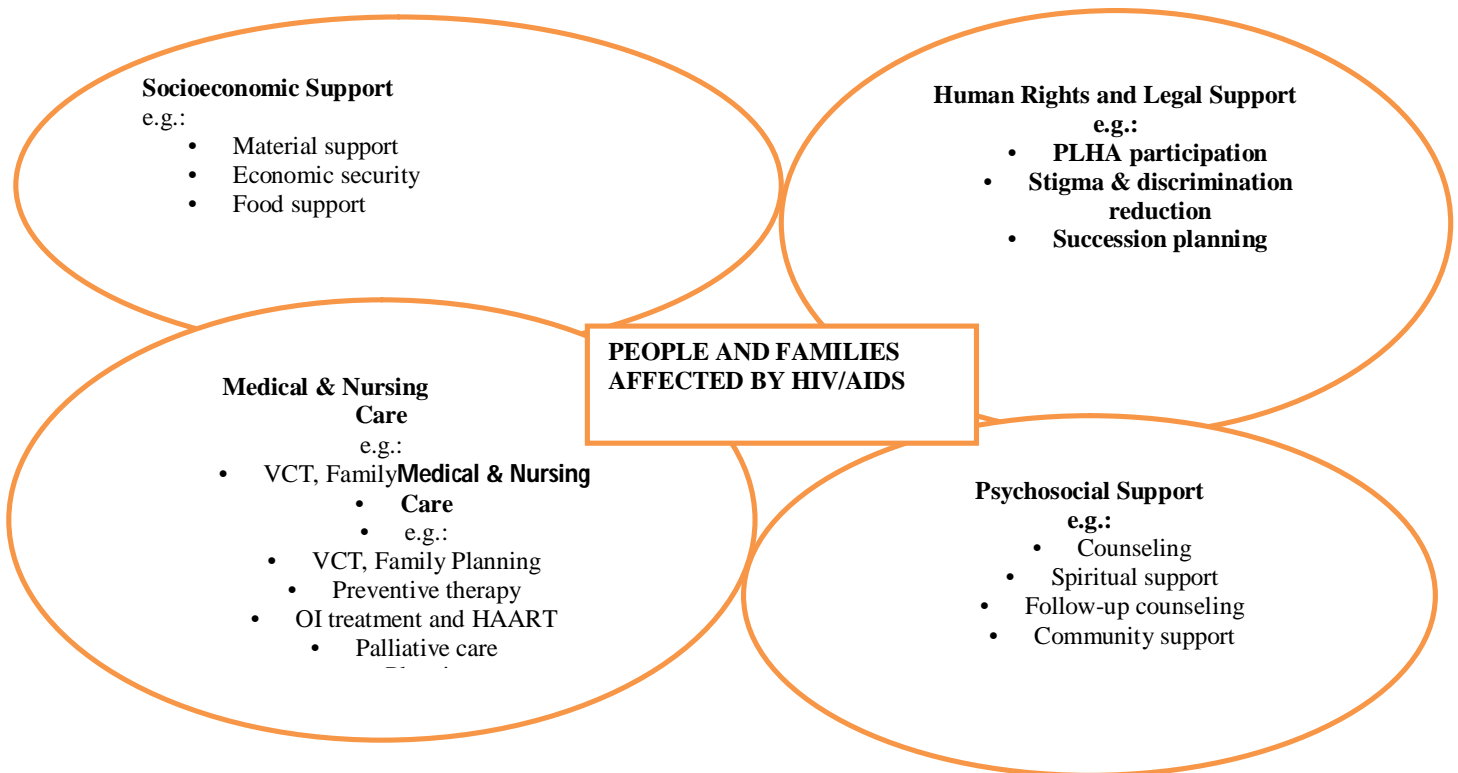 Socioeconomic Support
e.g.:
• Material support
• Economic security
• Food support
Human Rights and Legal Support
e.g.:
• PLHA participation
• Stigma & discrimination
reduction
• Succession planning
PEOPLE AND FAMILIES
AFFECTED BY HIV/AIDS
Medical & Nursing
Care
e.g.:
• VCT, FamilyMedical & Nursing
• Care
• e.g.:
• VCT, Family Planning
• Preventive therapy
• OI treatment and HAART
• Palliative care
Psychosocial Support
e.g.:
• Counseling
• Spiritual support
• Follow-up counseling
• Community support